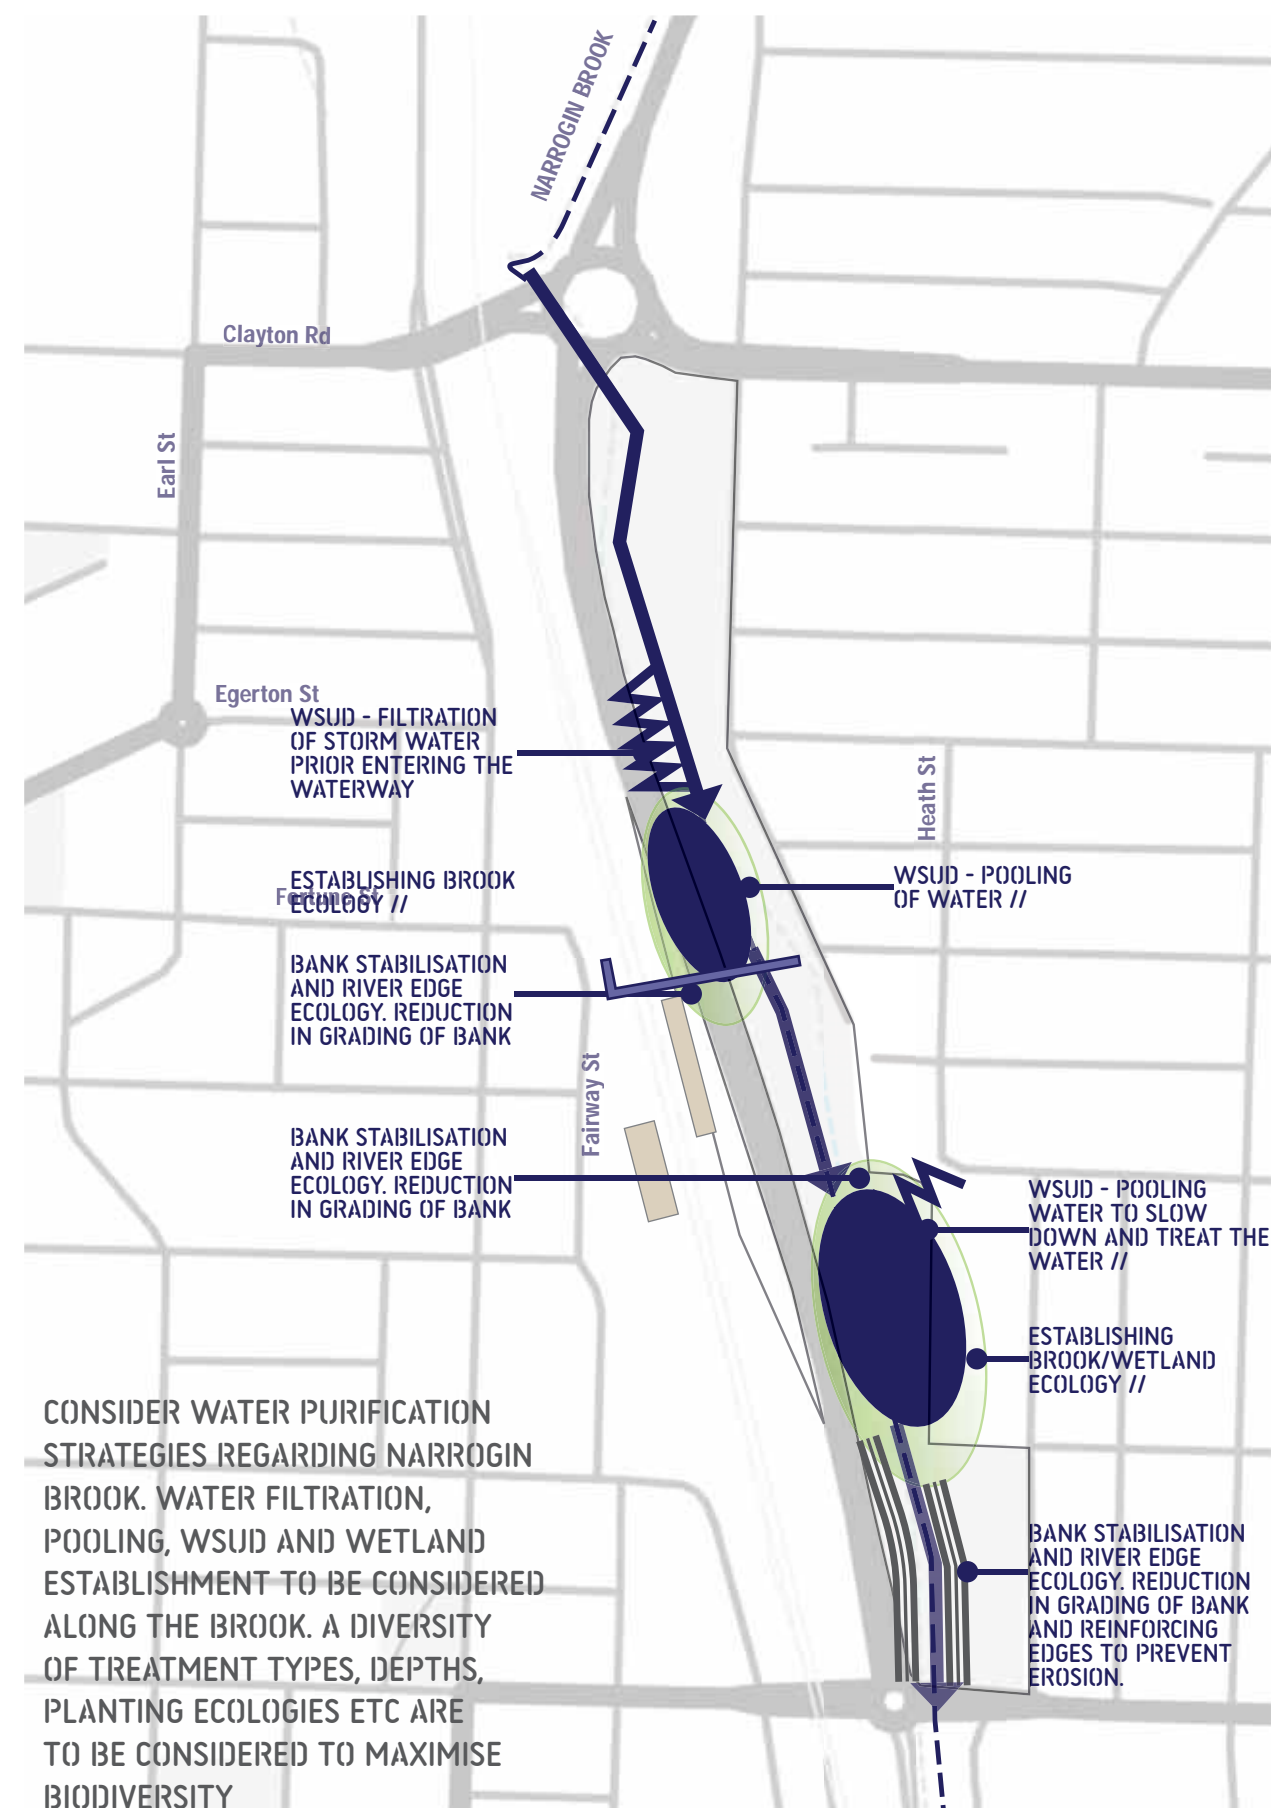 NARROGIN BROOK
Clayton Rd
Earl St
Egerton St
WSUD - FILTRATION
OF STORM WATER
PRIOR ENTERING THE
WATERWAY
Heath St
ESTABLISHING BROOK
ECOLOGY //
Fortune St
WSUD - POOLING
OF WATER //
BANK STABILISATION
AND RIVER EDGE
ECOLOGY. REDUCTION
IN GRADING OF BANK
Fairway St
BANK STABILISATION
AND RIVER EDGE
ECOLOGY. REDUCTION
IN GRADING OF BANK
WSUD - POOLING
WATER TO SLOW
DOWN AND TREAT THE
WATER //
ESTABLISHING
BROOK/WETLAND
ECOLOGY //
CONSIDER WATER PURIFICATION
STRATEGIES REGARDING NARROGIN
BROOK. WATER FILTRATION,
POOLING, WSUD AND WETLAND
ESTABLISHMENT TO BE CONSIDERED
ALONG THE BROOK. A DIVERSITY
OF TREATMENT TYPES, DEPTHS,
PLANTING ECOLOGIES ETC ARE
TO BE CONSIDERED TO MAXIMISE
BIODIVERSITY
BANK STABILISATION
AND RIVER EDGE
ECOLOGY. REDUCTION
IN GRADING OF BANK
AND REINFORCING
EDGES TO PREVENT
EROSION.